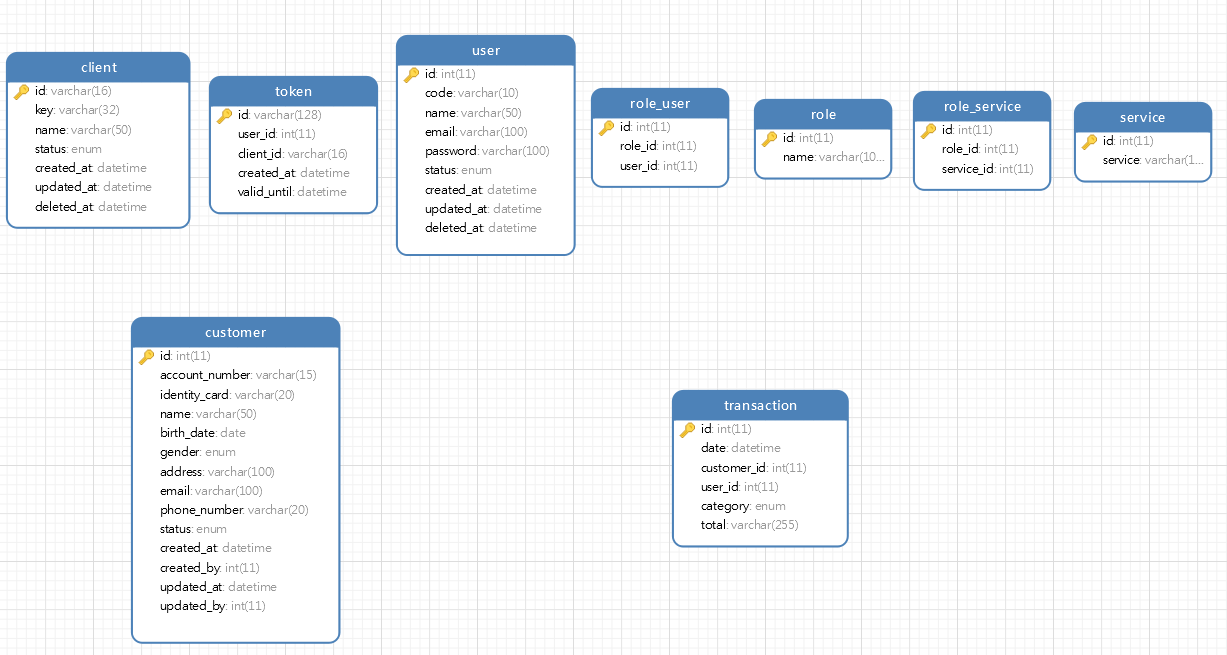 client
id: varchar(16)
key: varchar(32)
name: varchar(50)
status: enum
created_at: datetime
updated_at: datetime
deleted_at: datetime
token
id: varchar(128)
user_id: int(11)
client_id: varchar(16)
created_at: datetime
valid_until: datetime
user
id: int(11)
code: varchar(10)
name: varchar(50)
email: varchar(100)
password: varchar(100)
status: enum
created_at: datetime
updated_at: datetime
deleted_at: datetime
role_user
id: int(11)
role_id: int(11)
user_id: int(11)
role
id: int(11)
name: varchar(10...
role_service
id: int(11)
role_id: int(11)
service_id: int(11)
service
id: int(11)
service: varchar(1...
customer
id: int(11)
account_number: varchar(15)
identity_card: varchar(20)
name: varchar(50)
birth_date: date
gender: enum
address: varchar(100)
email: varchar(100)
phone_number: varchar(20)
status: enum
created_at: datetime
created_by: int(11)
updated_at: datetime
updated_by: int(11)
transaction
id: int(11)
date: datetime
customer_id: int(11)
user_id: int(11)
category: enum
total: varchar(255)